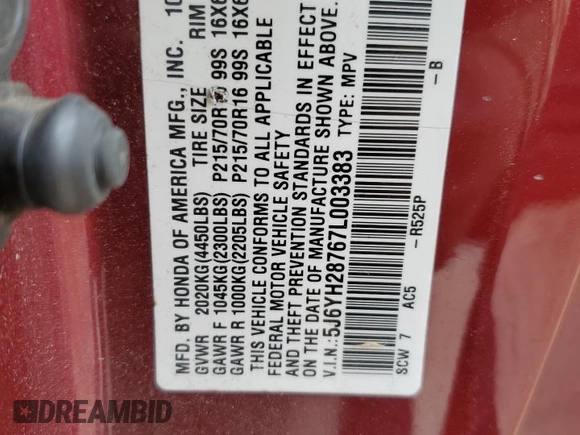 MFD. BY HONDA OF AMERICA MFG., INC. 10
GVWR 2020KG(4450LBS) TIRE SIZE RIM
GAWR F 1045KG(2300LBS) P215/70R16 99S 16X6
GAWR R 1000KG(2205LBS) P215/70R16 99S 16X6
THIS VEHICLE CONFORMS TO ALL APPLICABLE
FEDERAL MOTOR VEHICLE SAFETY
AND THEFT PREVENTION STANDARDS IN EFFECT
ON THE DATE OF MANUFACTURE SHOWN ABOVE.
V.I.N.: 5J6YH28767L003383 TYPE: MPV
SCW 7 AC5 -R525P -B
DREAMBID